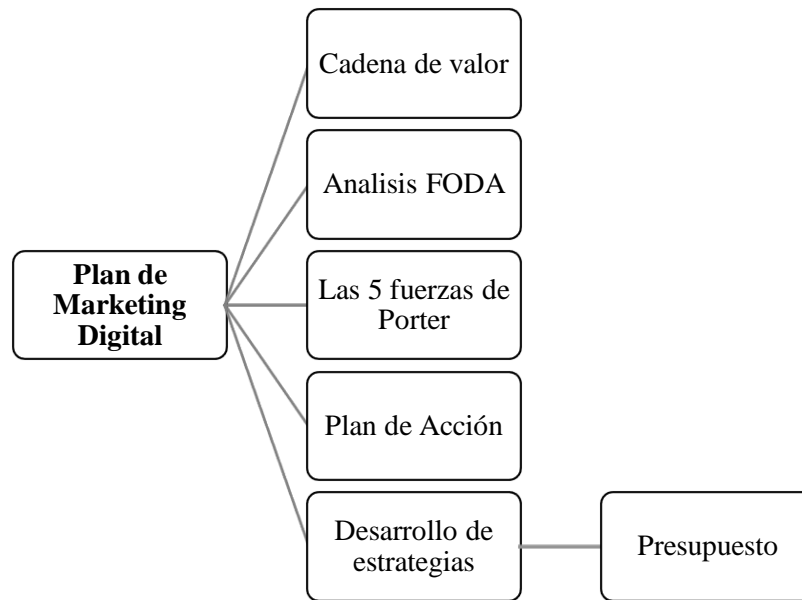 Cadena de valor
Analisis FODA
Plan de
Marketing
Digital
Las 5 fuerzas de
Porter
Plan de Acción
Desarrollo de
estrategias
Presupuesto